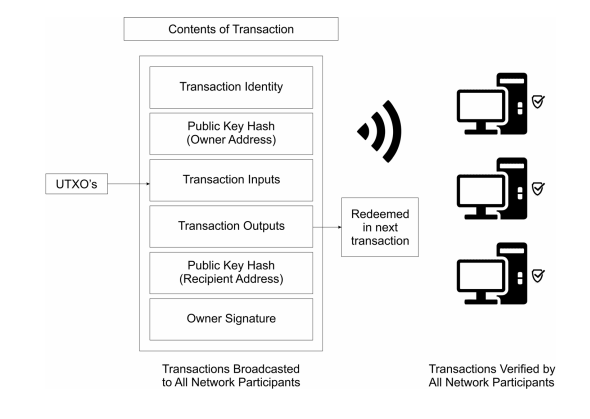 Contents of Transaction
Transaction Identity
Public Key Hash
(Owner Address)
UTXO's
Transaction Inputs
Transaction Outputs
Redeemed
in next
transaction
Public Key Hash
(Recipient Address)
Owner Signature
Transactions Broadcasted
to All Network Participants
Transactions Verified by
All Network Participants